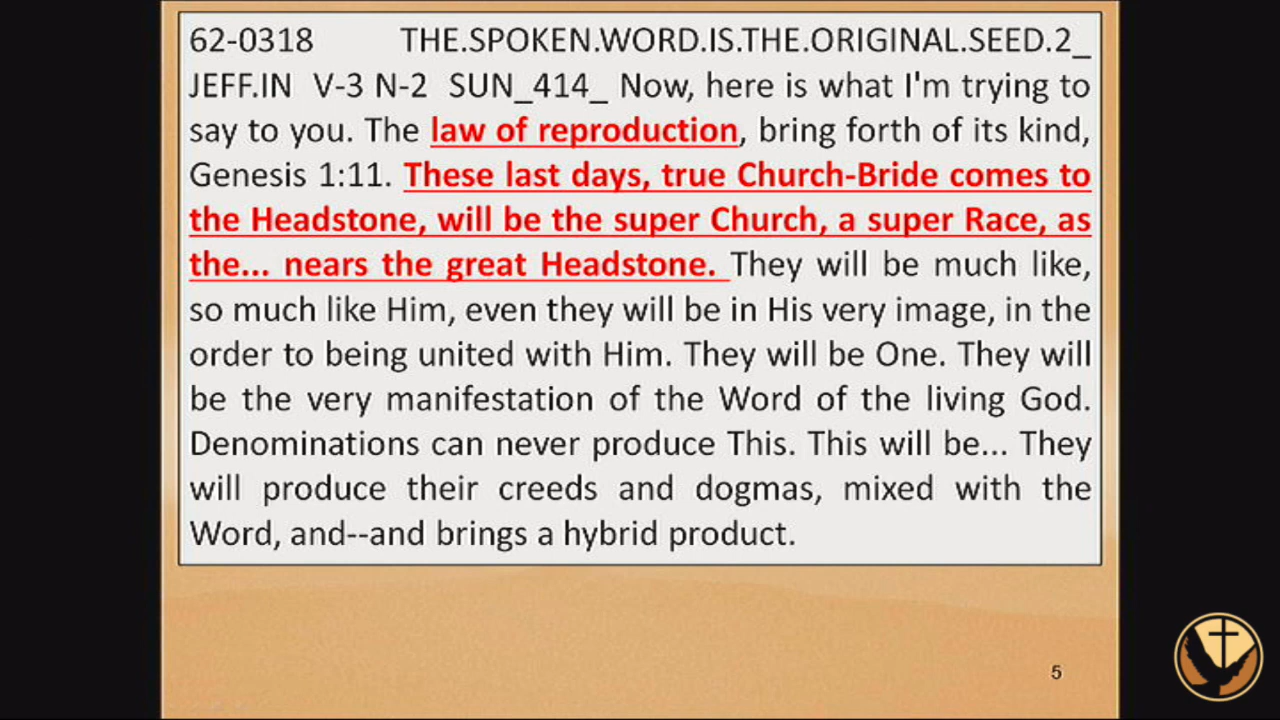 62-0318 THE.SPOKEN.WORD.IS.THE.ORIGINAL.SEED.2_
JEFF.IN V-3 N-2 SUN_414_ Now, here is what I'm trying to
say to you. The law of reproduction, bring forth of its kind,
Genesis 1:11. These last days, true Church-Bride comes to
the Headstone, will be the super Church, a super Race, as
the... nears the great Headstone. They will be much like,
so much like Him, even they will be in His very image, in the
order to being united with Him. They will be One. They will
be the very manifestation of the Word of the living God.
Denominations can never produce This. This will be... They
will produce their creeds and dogmas, mixed with the
Word, and--and brings a hybrid product.
5